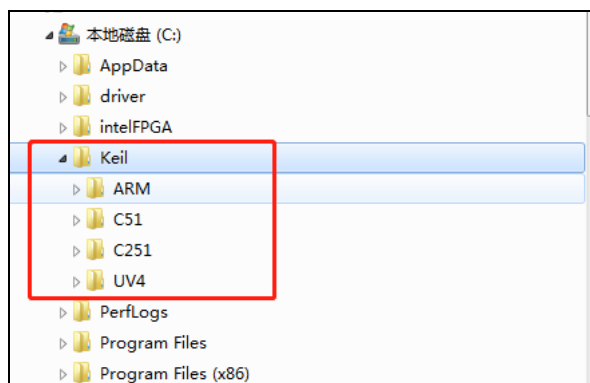 本地磁盘 (C:)
AppData
driver
intelFPGA
Keil
ARM
C51
C251
UV4
PerfLogs
Program Files
Program Files (x86)